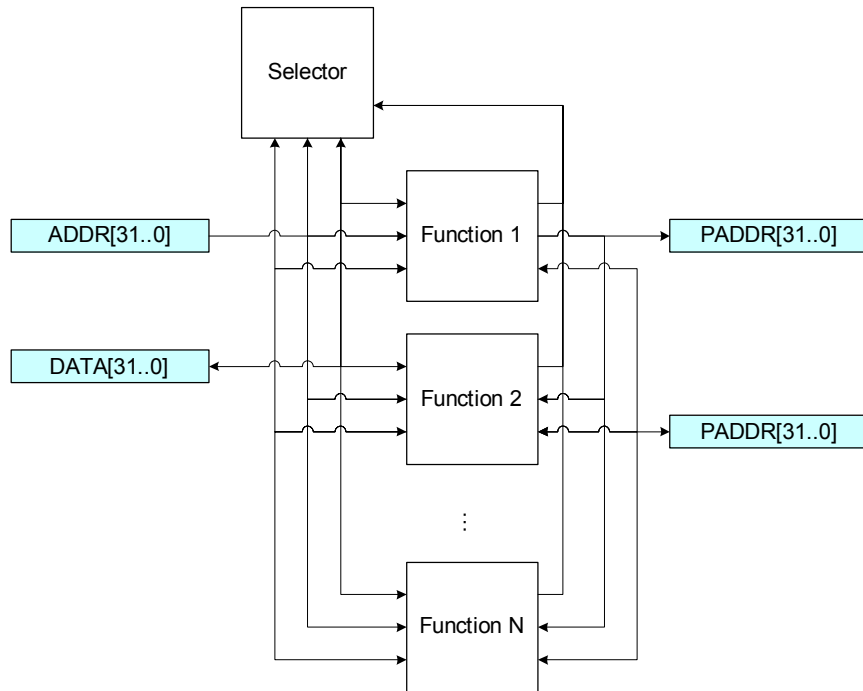 Selector
ADDR[31..0]
Function 1
PADDR[31..0]
DATA[31..0]
Function 2
PADDR[31..0]
...
Function N